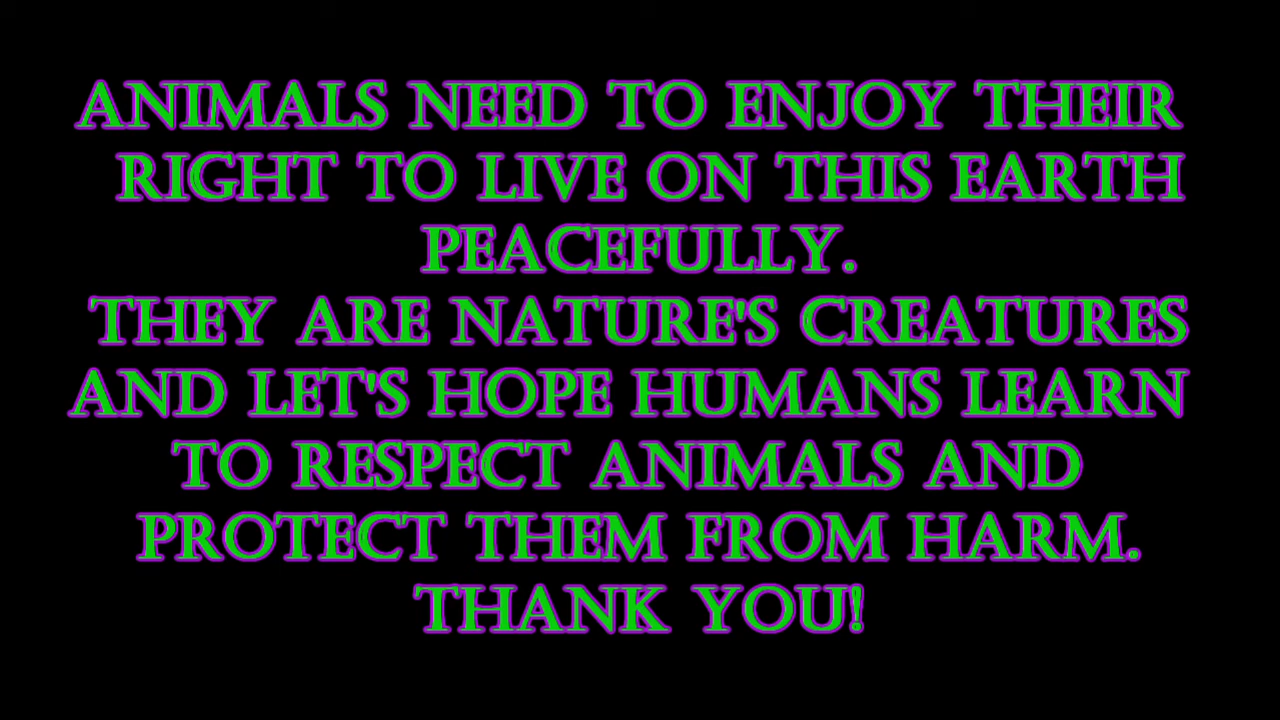 ANIMALS NEED TO ENJOY THEIR
RIGHT TO LIVE ON THIS EARTH
PEACEFULLY.
THEY ARE NATURE'S CREATURES
AND LET'S HOPE HUMANS LEARN
TO RESPECT ANIMALS AND
PROTECT THEM FROM HARM.
THANK YOU!